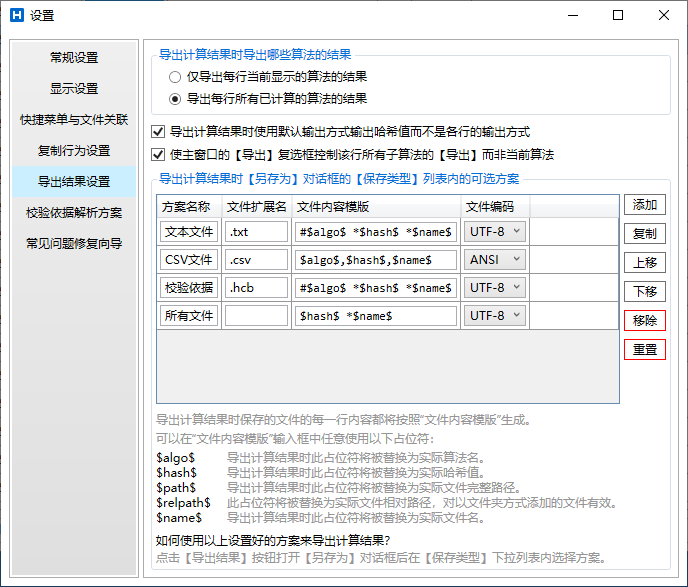 设置
常规设置
显示设置
快捷菜单与文件关联
复制行为设置
导出结果设置
校验依据解析方案
常见问题修复向导
导出计算结果时导出哪些算法的结果
仅导出每行当前显示的算法的结果
导出每行所有已计算的算法的结果
导出计算结果时使用默认输出方式输出哈希值而不是各行的输出方式
使主窗口的【导出】复选框控制该行所有子算法的【导出】而非当前算法
导出计算结果时【另存为】对话框的【保存类型】列表内的可选方案
方案名称 文件扩展名 文件内容模版 文件编码
文本文件 .txt #$algo$ *$hash$ *$name$ UTF-8
CSV文件 .csv $algo$,$hash$,$name$ ANSI
校验依据 .hcb #$algo$ *$hash$ *$name$ UTF-8
所有文件 $hash$ *$name$ UTF-8
添加
复制
上移
下移
移除
重置
导出计算结果时保存的文件的每一行内容都将按照“文件内容模版”生成。
可以在“文件内容模版”输入框中任意使用以下占位符：
$algo$ 导出计算结果时此占位符将被替换为实际算法名。
$hash$ 导出计算结果时此占位符将被替换为实际哈希值。
$path$ 导出计算结果时此占位符将被替换为实际文件完整路径。
$relpath$ 此占位符将被替换为实际文件相对路径，对以文件夹方式添加的文件有效。
$name$ 导出计算结果时此占位符将被替换为实际文件名。
如何使用以上设置好的方案来导出计算结果?
点击【导出结果】按钮打开【另存为】对话框后在【保存类型】下拉列表内选择方案。